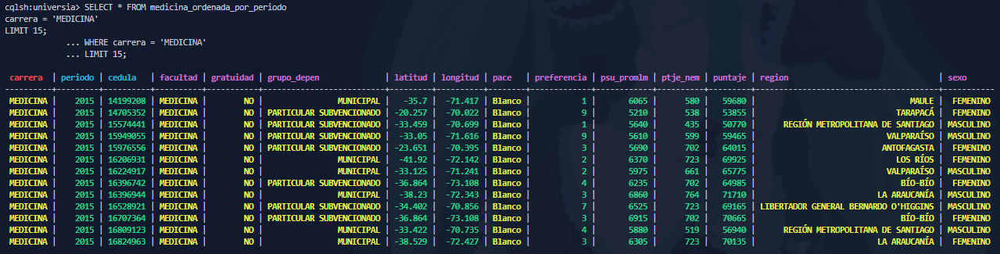 cqlsh:universia> SELECT * FROM medicina_ordenada_por_periodo
carrera = 'MEDICINA'
LIMIT 15;
... WHERE carrera = 'MEDICINA'
... LIMIT 15;
carrera | periodo | cedula | facultad | gratuidad | grupo_depen | latitud | longitud | pace | preferencia | psu_promlm | ptje_nem | puntaje | region | sexo
MEDICINA | 2015 | 14199208 | MEDICINA | NO | MUNICIPAL | -35.7 | -71.417 | Blanco | 1 | 6065 | 580 | 59680 | MAULE | FEMENINO
MEDICINA | 2015 | 14705352 | MEDICINA | NO | PARTICULAR SUBVENCIONADO | -20.257 | -70.022 | Blanco | 9 | 5210 | 538 | 53855 | TARAPACÁ | FEMENINO
MEDICINA | 2015 | 15574441 | MEDICINA | NO | PARTICULAR SUBVENCIONADO | -33.459 | -70.699 | Blanco | 1 | 5640 | 435 | 50770 | REGIÓN METROPOLITANA DE SANTIAGO | MASCULINO
MEDICINA | 2015 | 15949055 | MEDICINA | NO | PARTICULAR SUBVENCIONADO | -33.05 | -71.616 | Blanco | 9 | 5610 | 599 | 59465 | VALPARAÍSO | MASCULINO
MEDICINA | 2015 | 15976556 | MEDICINA | NO | PARTICULAR SUBVENCIONADO | -23.651 | -70.395 | Blanco | 3 | 5690 | 702 | 64015 | ANTOFAGASTA | FEMENINO
MEDICINA | 2015 | 16206931 | MEDICINA | NO | MUNICIPAL | -41.92 | -72.142 | Blanco | 2 | 6370 | 723 | 69925 | LOS RÍOS | FEMENINO
MEDICINA | 2015 | 16224917 | MEDICINA | NO | MUNICIPAL | -33.125 | -71.241 | Blanco | 2 | 5975 | 661 | 65775 | VALPARAÍSO | MASCULINO
MEDICINA | 2015 | 16396742 | MEDICINA | NO | PARTICULAR SUBVENCIONADO | -36.864 | -73.108 | Blanco | 4 | 6235 | 702 | 64985 | BÍO-BÍO | FEMENINO
MEDICINA | 2015 | 16396944 | MEDICINA | NO | MUNICIPAL | -38.23 | -72.343 | Blanco | 3 | 6860 | 764 | 71710 | LA ARAUCANÍA | MASCULINO
MEDICINA | 2015 | 16528921 | MEDICINA | NO | PARTICULAR SUBVENCIONADO | -34.402 | -70.856 | Blanco | 7 | 6525 | 723 | 69165 | LIBERTADOR GENERAL BERNARDO O'HIGGINS | MASCULINO
MEDICINA | 2015 | 16707364 | MEDICINA | NO | PARTICULAR SUBVENCIONADO | -36.864 | -73.108 | Blanco | 3 | 6915 | 702 | 70665 | BÍO-BÍO | FEMENINO
MEDICINA | 2015 | 16809123 | MEDICINA | NO | MUNICIPAL | -33.422 | -70.735 | Blanco | 4 | 5880 | 519 | 56940 | REGIÓN METROPOLITANA DE SANTIAGO | MASCULINO
MEDICINA | 2015 | 16824963 | MEDICINA | NO | MUNICIPAL | -38.529 | -72.427 | Blanco | 3 | 6305 | 723 | 70135 | LA ARAUCANÍA | FEMENINO